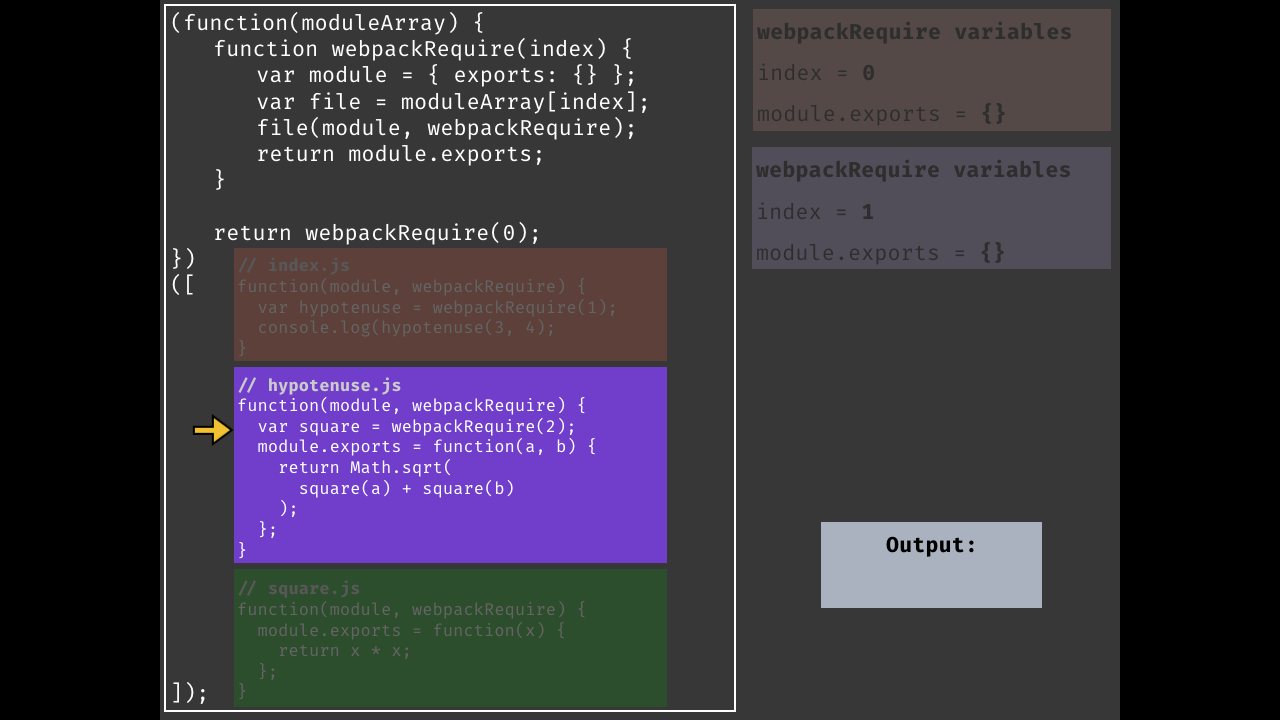 (function(moduleArray) {
function webpackRequire(index) {
var module = { exports: {} };
var file = moduleArray[index];
file(module, webpackRequire);
return module.exports;
}
return webpackRequire(0);
})
([
// index.js
function(module, webpackRequire) {
var hypotenuse = webpackRequire(1);
console.log(hypotenuse(3, 4);
}
// hypotenuse.js
function(module, webpackRequire) {
var square = webpackRequire(2);
module.exports = function(a, b) {
return Math.sqrt(
square(a) + square(b)
);
};
}
// square.js
function(module, webpackRequire) {
module.exports = function(x) {
return x * x;
};
}
]);
webpackRequire variables
index = 0
module.exports = {}
webpackRequire variables
index = 1
module.exports = {}
Output: